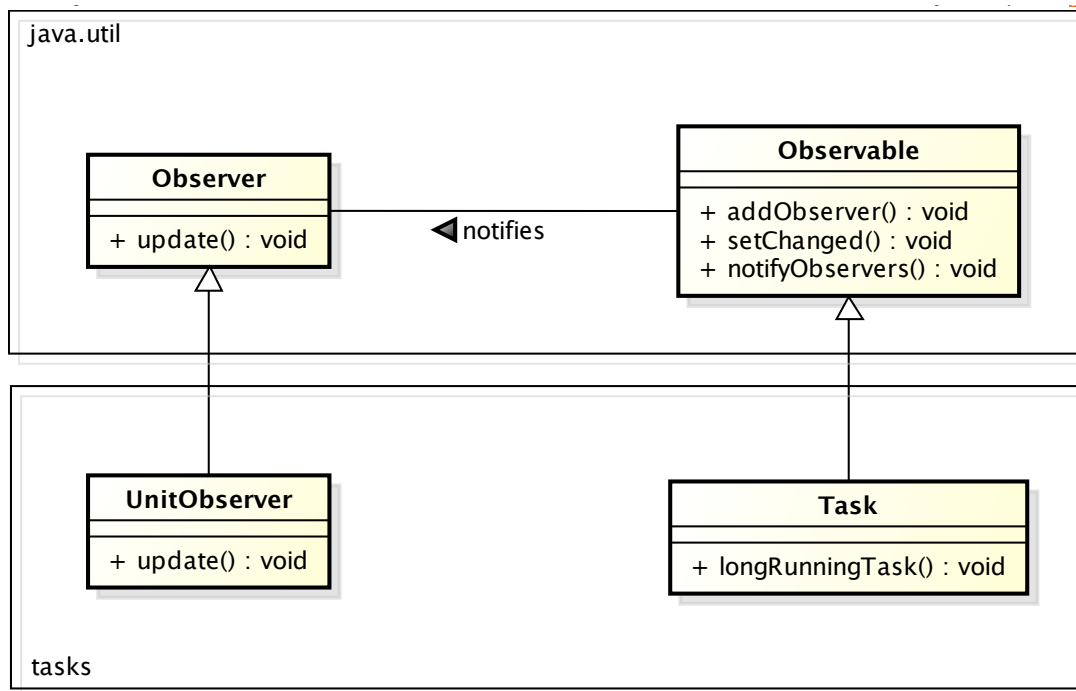 java.util
Observer
+ update() : void
notifies
Observable
+ addObserver() : void
+ setChanged() : void
+ notifyObservers() : void
UnitObserver
+ update() : void
Task
+ longRunningTask() : void
tasks